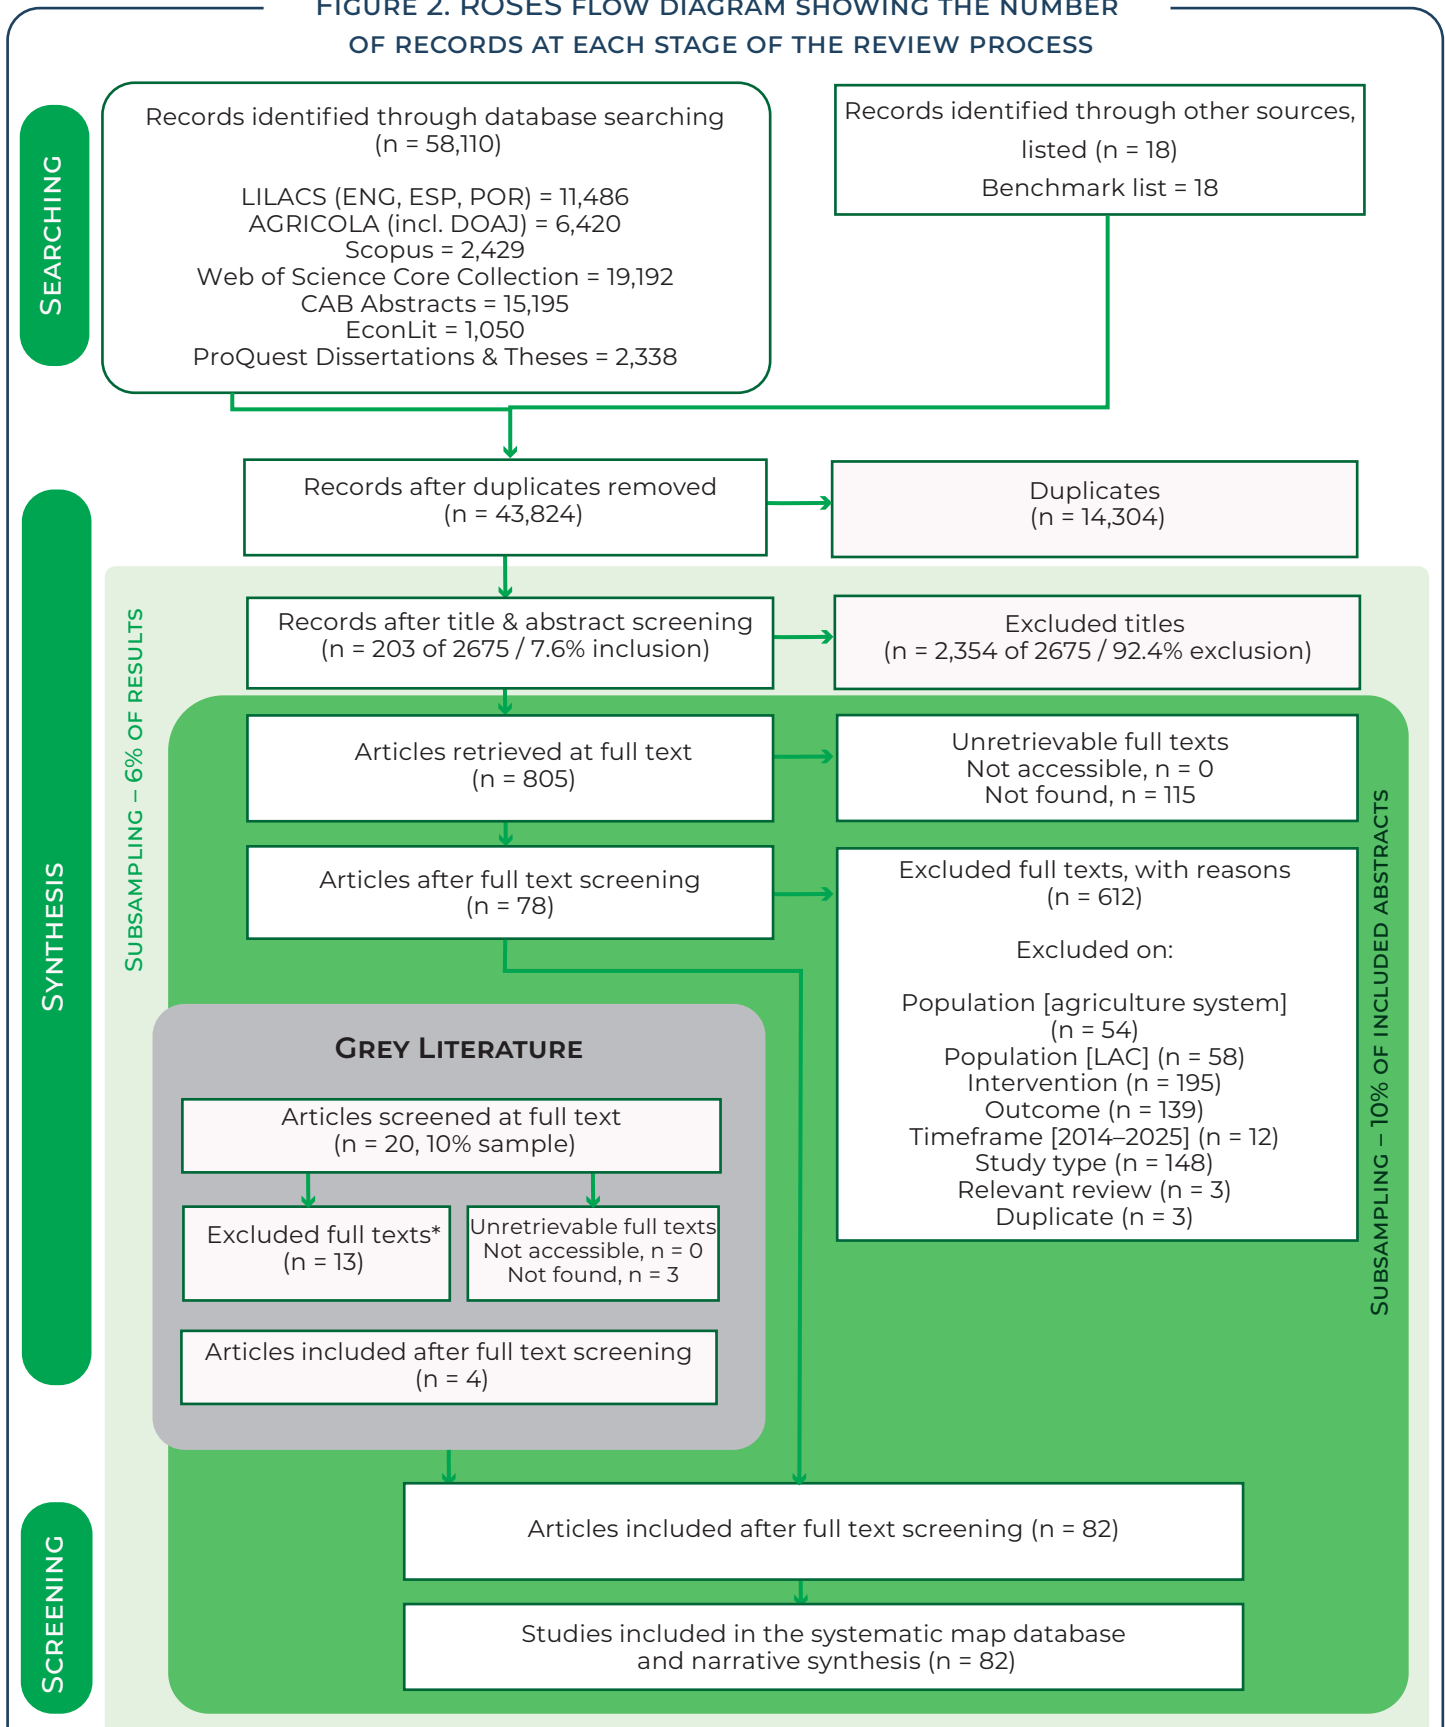 FIGURE 2. ROSES FLOW DIAGRAM SHOWING THE NUMBER
OF RECORDS AT EACH STAGE OF THE REVIEW PROCESS
SEARCHING
Records identified through database searching
(n = 58,110)
LILACS (ENG, ESP, POR) = 11,486
AGRICOLA (incl. DOAJ) = 6,420
Scopus = 2,429
Web of Science Core Collection = 19,192
CAB Abstracts = 15,195
EconLit = 1,050
ProQuest Dissertations & Theses = 2,338
Records identified through other sources,
listed (n = 18)
Benchmark list = 18
SYNTHESIS
Records after duplicates removed
(n = 43,824)
Duplicates
(n = 14,304)
SUBSAMPLING – 6% OF RESULTS
Records after title & abstract screening
(n = 203 of 2675 / 7.6% inclusion)
Excluded titles
(n = 2,354 of 2675 / 92.4% exclusion)
Articles retrieved at full text
(n = 805)
Unretrievable full texts
Not accessible, n = 0
Not found, n = 115
SUBSAMPLING – 10% OF INCLUDED ABSTRACTS
Articles after full text screening
(n = 78)
Excluded full texts, with reasons
(n = 612)
Excluded on:
Population [agriculture system]
(n = 54)
Population [LAC] (n = 58)
Intervention (n = 195)
Outcome (n = 139)
Timeframe [2014–2025] (n = 12)
Study type (n = 148)
Relevant review (n = 3)
Duplicate (n = 3)
GREY LITERATURE
Articles screened at full text
(n = 20, 10% sample)
Excluded full texts*
(n = 13)
Unretrievable full texts
Not accessible, n = 0
Not found, n = 3
Articles included after full text screening
(n = 4)
SCREENING
Articles included after full text screening (n = 82)
Studies included in the systematic map database
and narrative synthesis (n = 82)